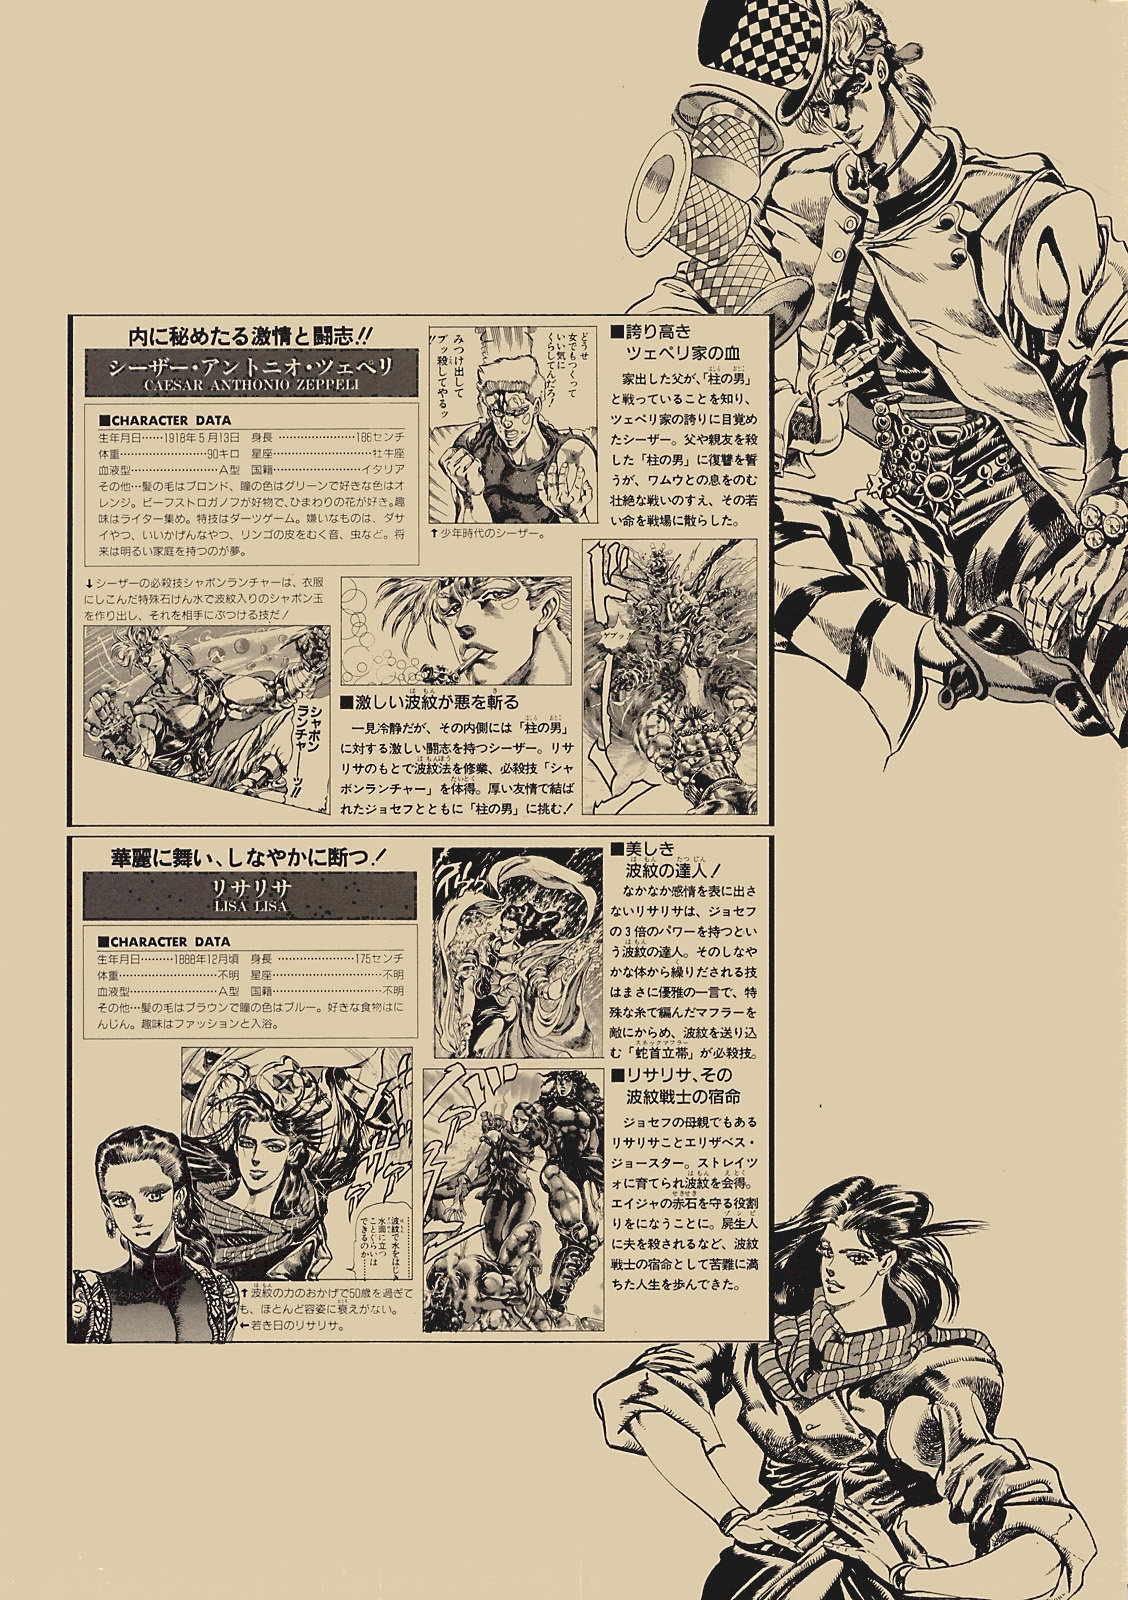 内に秘めたる激情と闘志!!
シーザー・アントニオ・ツェペリ
CAESAR ANTHONIO ZEPPELI
■CHARACTER DATA
生年月日……1918年5月13日 身長 ………………186センチ
体重………………90キロ 星座………………牡牛座
血液型………………A型 国籍………………イタリア
その他…髪の毛はブロンド、瞳の色はグリーンで好きな色はオ
レンジ。ビーフストロガノフが好物で、ひまわりの花が好き。趣
味はライター集め。特技はダーツゲーム。嫌いなものは、ダサ
イやつ、いいかげんなやつ、リンゴの皮をむく音、虫など。将
来は明るい家庭を持つのが夢。
どうせ
女でもつくって
いい気に
くらしてんだろ!
みつけ出して
ブッ殺してやるッ
!!
↑少年時代のシーザー。
■誇り高き
ツェペリ家の血
家出した父が、「柱の男」
と戦っていることを知り、
ツェペリ家の誇りに目覚め
たシーザー。父や親友を殺
した「柱の男」に復讐を誓
うが、ワムウとの息をのむ
壮絶な戦いのすえ、その若
い命を戦場に散らした。
↓シーザーの必殺技シャボンランチャーは、衣服
にしこんだ特殊石けん水で波紋入りのシャボン玉
を作り出し、それを相手にぶつける技だ!
シャボン
ランチャーーッ!!
■激しい波紋が悪を斬る
一見冷静だが、その内側には「柱の男」
に対する激しい闘志を持つシーザー。リサ
リサのもとで波紋法を修業、必殺技「シャ
ボンランチャー」を体得。厚い友情で結ば
れたジョセフとともに「柱の男」に挑む!
華麗に舞い、しなやかに断つ!
リサリサ
LISA LISA
■CHARACTER DATA
生年月日………1888年12月頃 身長 ………………175センチ
体重………………不明 星座………………不明
血液型………………A型 国籍………………不明
その他…髪の毛はブラウンで瞳の色はブルー。好きな食物はに
んじん。趣味はファッションと入浴。
■美しき
波紋の達人!
なかなか感情を表に出さ
ないリサリサは、ジョセフ
の3倍のパワーを持つとい
う波紋の達人。そのしなや
かな体から繰りだされる技
はまさに優雅の一言で、特
殊な糸で編んだマフラーを
敵にからめ、波紋を送り込
む「蛇首立帯」が必殺技。
波紋で水をはじき
水面に立つ
ことぐらいは
できるのか……
↑波紋の力のおかげで50歳を過ぎて
も、ほとんど容姿に衰えがない。
←若き日のリサリサ。
■リサリサ、その
波紋戦士の宿命
ジョセフの母親でもある
リサリサことエリザベス・
ジョースター。ストレイツ
ォに育てられ波紋を会得。
エイジャの赤石を守る役割
りをになうことに。屍生人
に夫を殺されるなど、波紋
戦士の宿命として苦難に満
ちた人生を歩んできた。